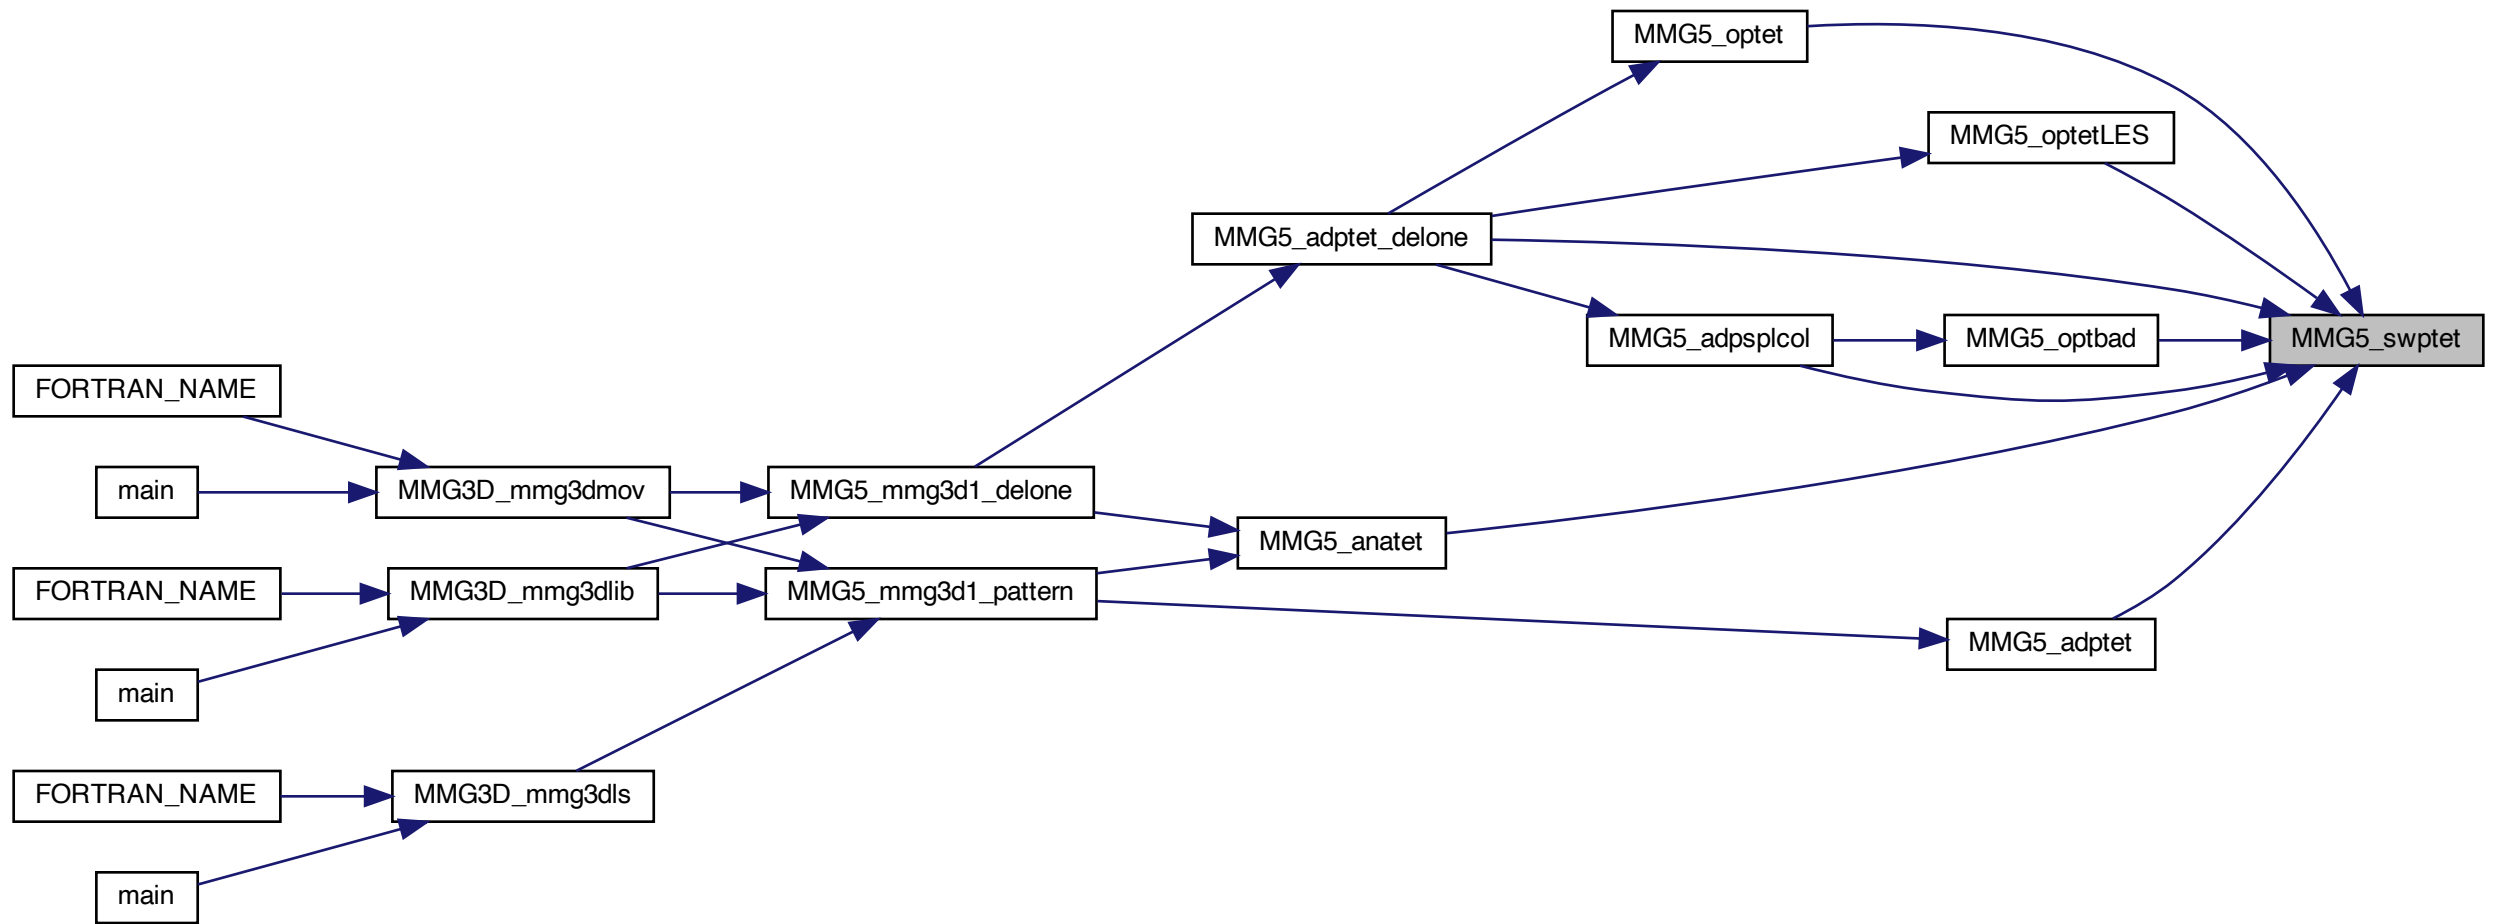 MMG5_optet
MMG5_optetLES
MMG5_adptet_delone
MMG5_adpsplcol
MMG5_optbad
MMG5_swptet
FORTRAN_NAME
main
MMG3D_mmg3dmov
MMG5_mmg3d1_delone
MMG5_anatet
FORTRAN_NAME
MMG3D_mmg3dlib
MMG5_mmg3d1_pattern
MMG5_adptet
main
FORTRAN_NAME
MMG3D_mmg3dls
main